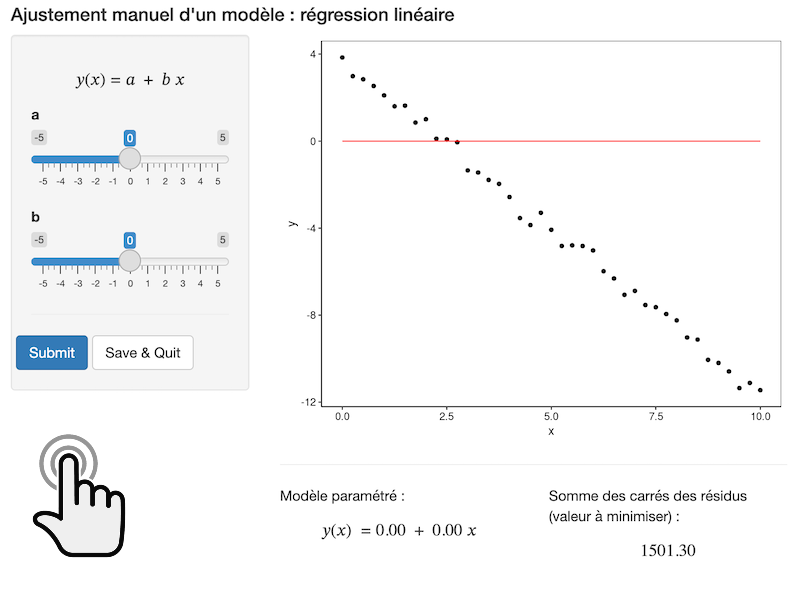 Ajustement manuel d'un modèle : régression linéaire
y(x) = a + b x
a
-5 0 5
-5 -4 -3 -2 -1 0 1 2 3 4 5
b
-5 0 5
-5 -4 -3 -2 -1 0 1 2 3 4 5
Submit Save & Quit
4
0
-4
-8
-12
y
0.0 2.5 5.0 7.5 10.0
x
Modèle paramétré :
y(x) = 0.00 + 0.00 x
Somme des carrés des résidus
(valeur à minimiser) :
1501.30